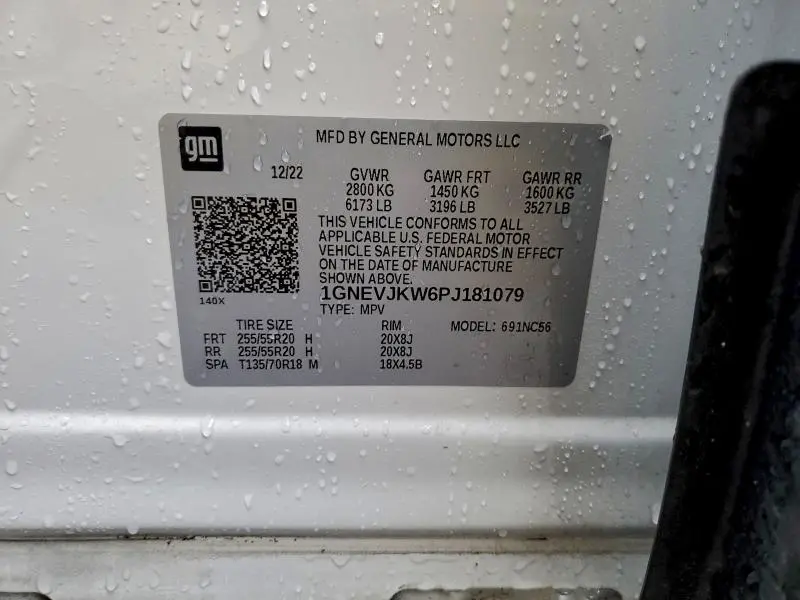 gm
MFD BY GENERAL MOTORS LLC
12/22 GVWR GAWR FRT GAWR RR
2800 KG 1450 KG 1600 KG
6173 LB 3196 LB 3527 LB
THIS VEHICLE CONFORMS TO ALL
APPLICABLE U.S. FEDERAL MOTOR
VEHICLE SAFETY STANDARDS IN EFFECT
ON THE DATE OF MANUFACTURE
SHOWN ABOVE.
140X 1GNEVJKW6PJ181079
TYPE: MPV
TIRE SIZE RIM MODEL: 691NC56
FRT 255/55R20 H 20X8J
RR 255/55R20 H 20X8J
SPA T135/70R18 M 18X4.5B